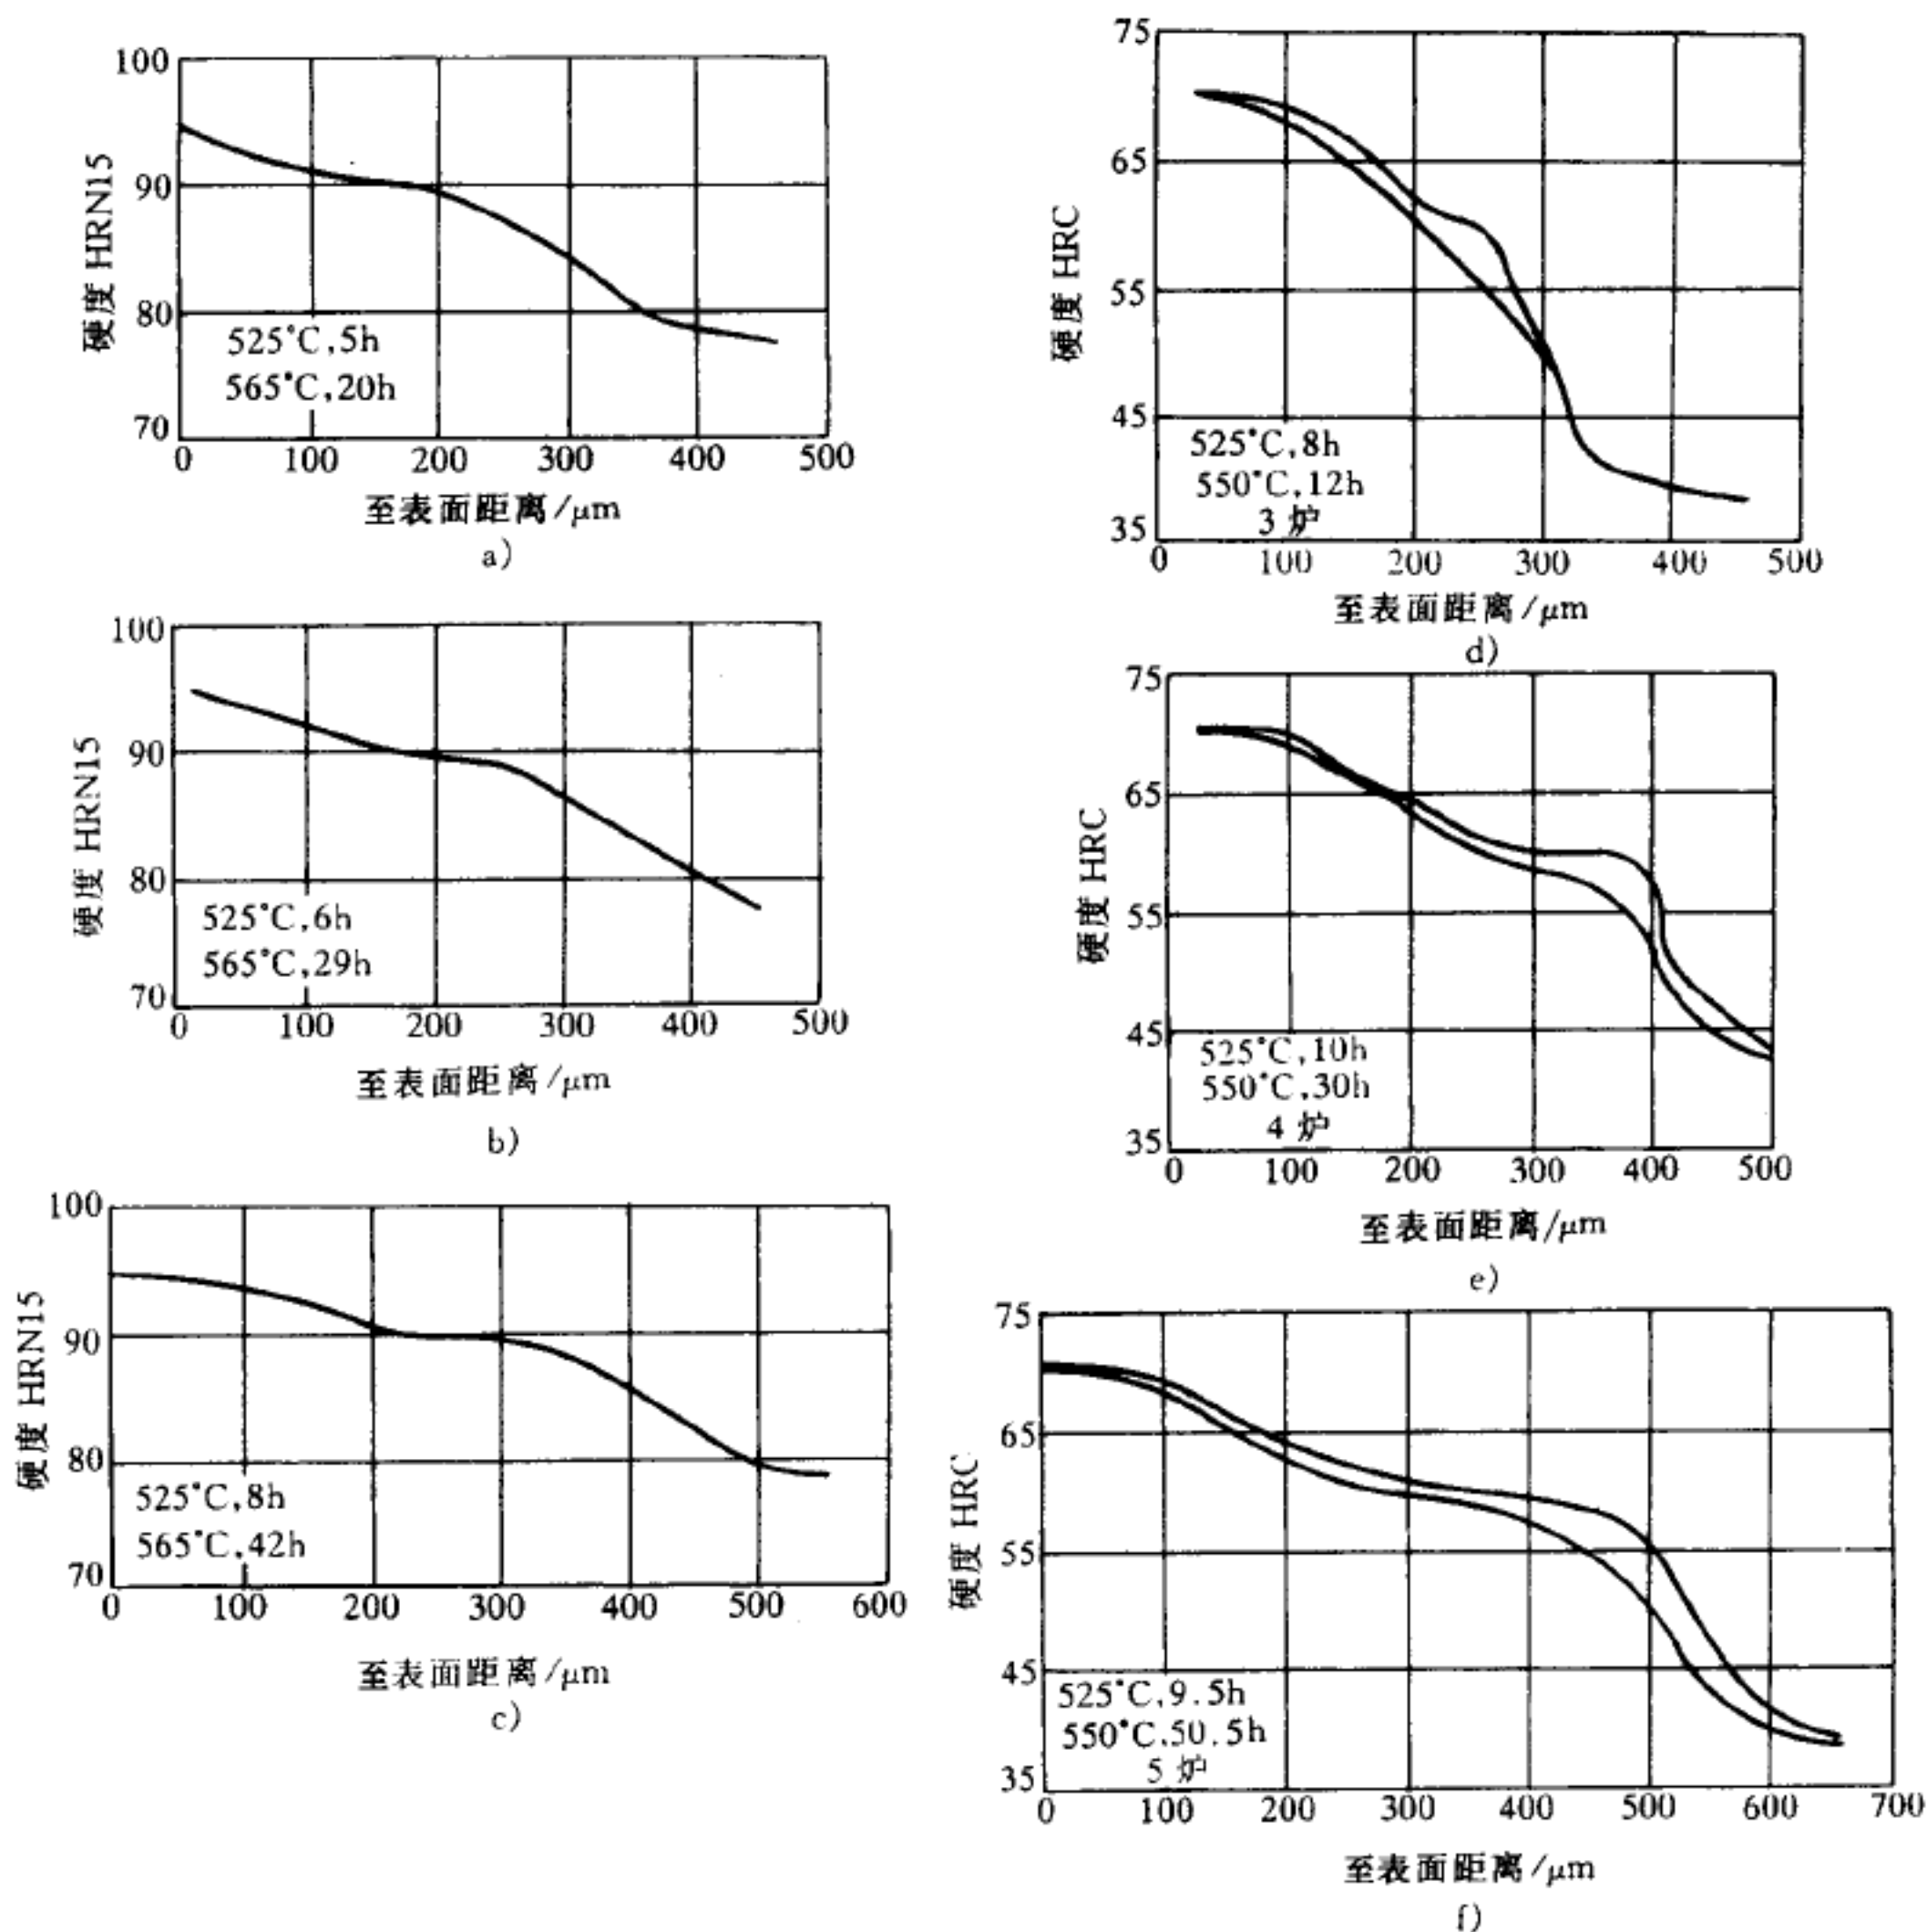 100
90
80
70
硬度 HRN15
525°C,5h
565°C,20h
0 100 200 300 400 500
至表面距离/μm
a)
100
90
80
70
硬度 HRN15
525°C,6h
565°C,29h
0 100 200 300 400 500
至表面距离/μm
b)
100
90
80
70
硬度 HRN15
525°C,8h
565°C,42h
0 100 200 300 400 500 600
至表面距离/μm
c)
75
65
55
45
35
硬度 HRC
525°C,8h
550°C,12h
3 炉
0 100 200 300 400 500
至表面距离/μm
d)
75
65
55
45
35
硬度 HRC
525°C,10h
550°C,30h
4 炉
0 100 200 300 400 500
至表面距离/μm
e)
75
65
55
45
35
硬度 HRC
525°C,9.5h
550°C,50.5h
5 炉
0 100 200 300 400 500 600 700
至表面距离/μm
f)